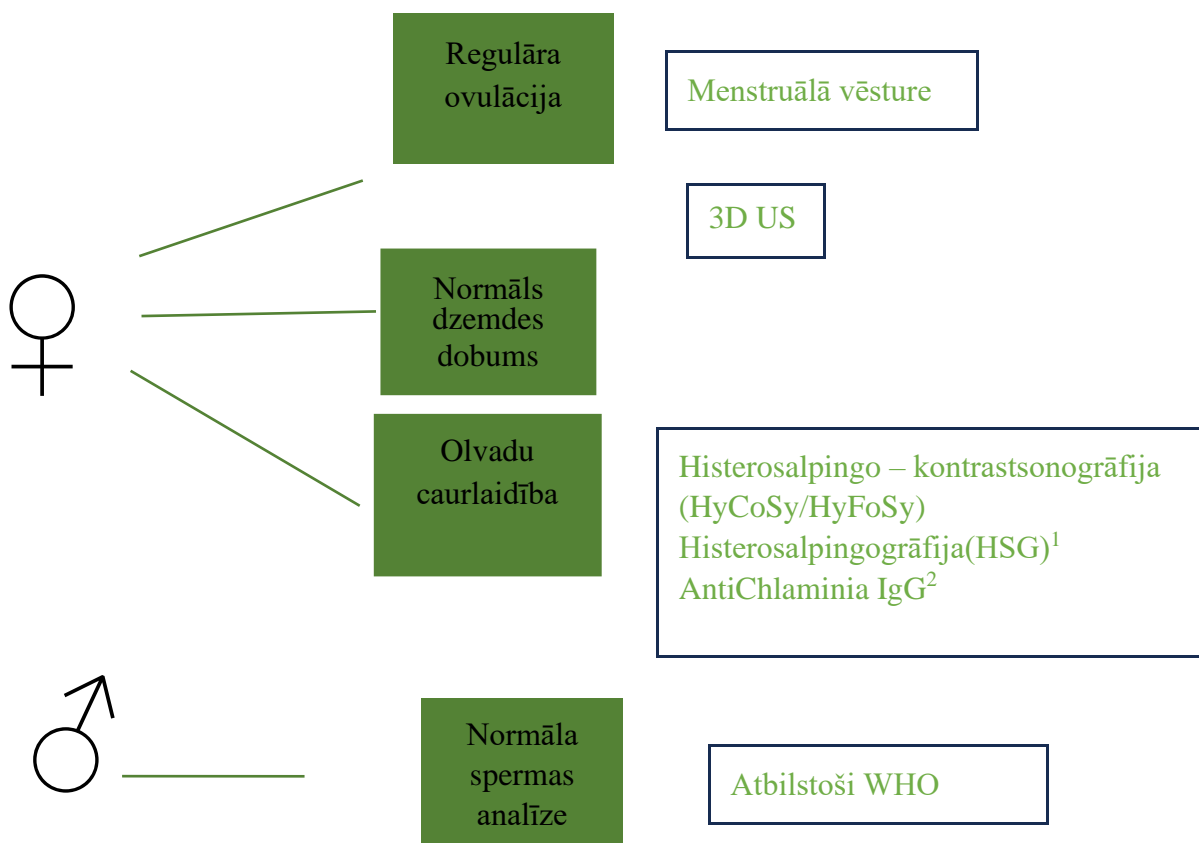 Regulāra
ovulācija
Menstruālā vēsture
3D US
Normāls
dzemdes
dobums
Olvadu
caurlaidība
Histerosalpingo – kontrastsonogrāfija
(HyCoSy/HyFoSy)
Histerosalpingogrāfija(HSG)¹
AntiChlaminia IgG²
Normāla
spermas
analīze
Atbilstoši WHO